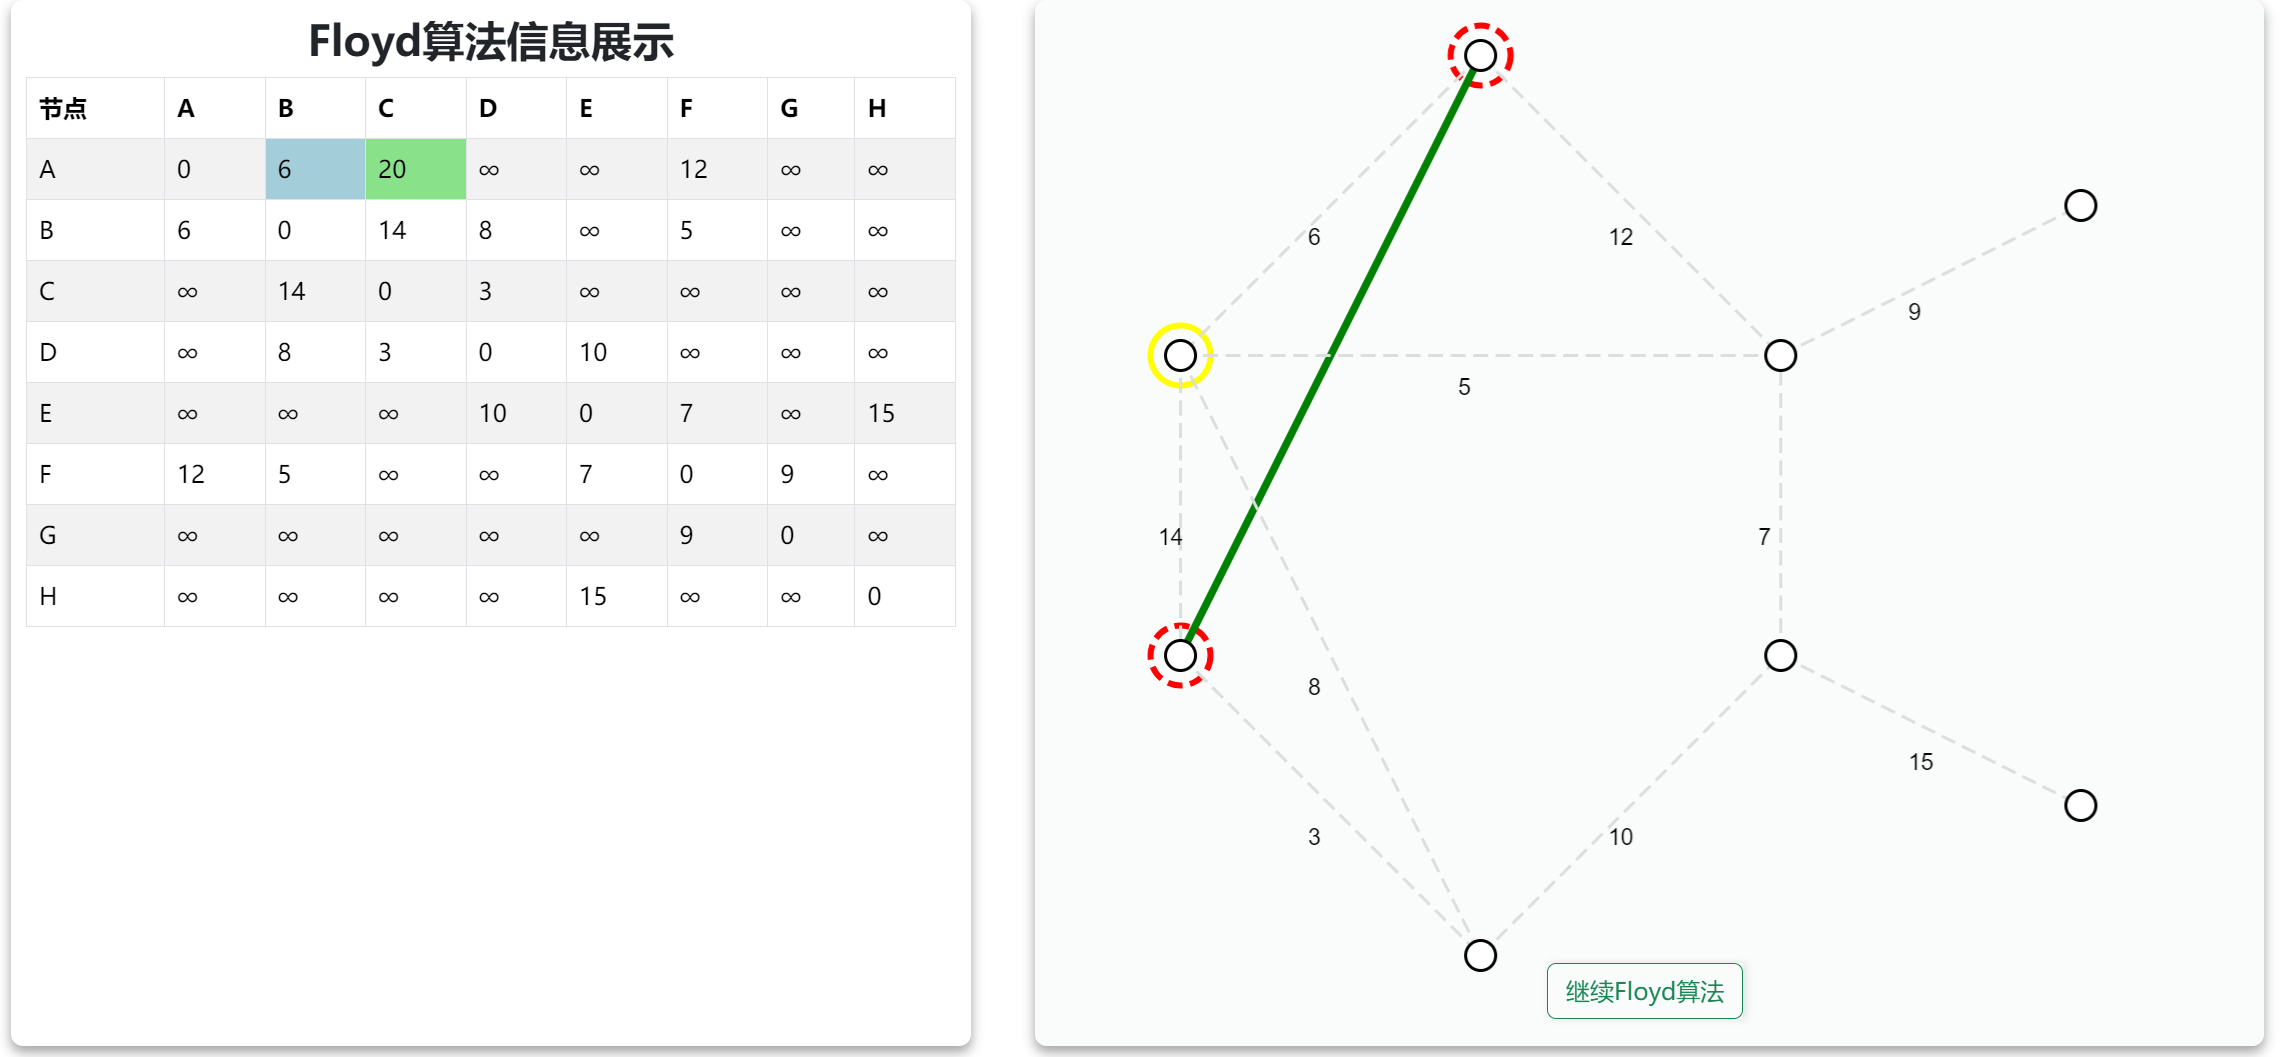 Floyd算法信息展示
节点 A B C D E F G H
A 0 6 20 ∞ ∞ 12 ∞ ∞
B 6 0 14 8 ∞ 5 ∞ ∞
C ∞ 14 0 3 ∞ ∞ ∞ ∞
D ∞ 8 3 0 10 ∞ ∞ ∞
E ∞ ∞ ∞ 10 0 7 ∞ 15
F 12 5 ∞ ∞ 7 0 9 ∞
G ∞ ∞ ∞ ∞ ∞ 9 0 ∞
H ∞ ∞ ∞ ∞ 15 ∞ ∞ 0
6 12
9
5
14 7
8
15
3 10
继续Floyd算法